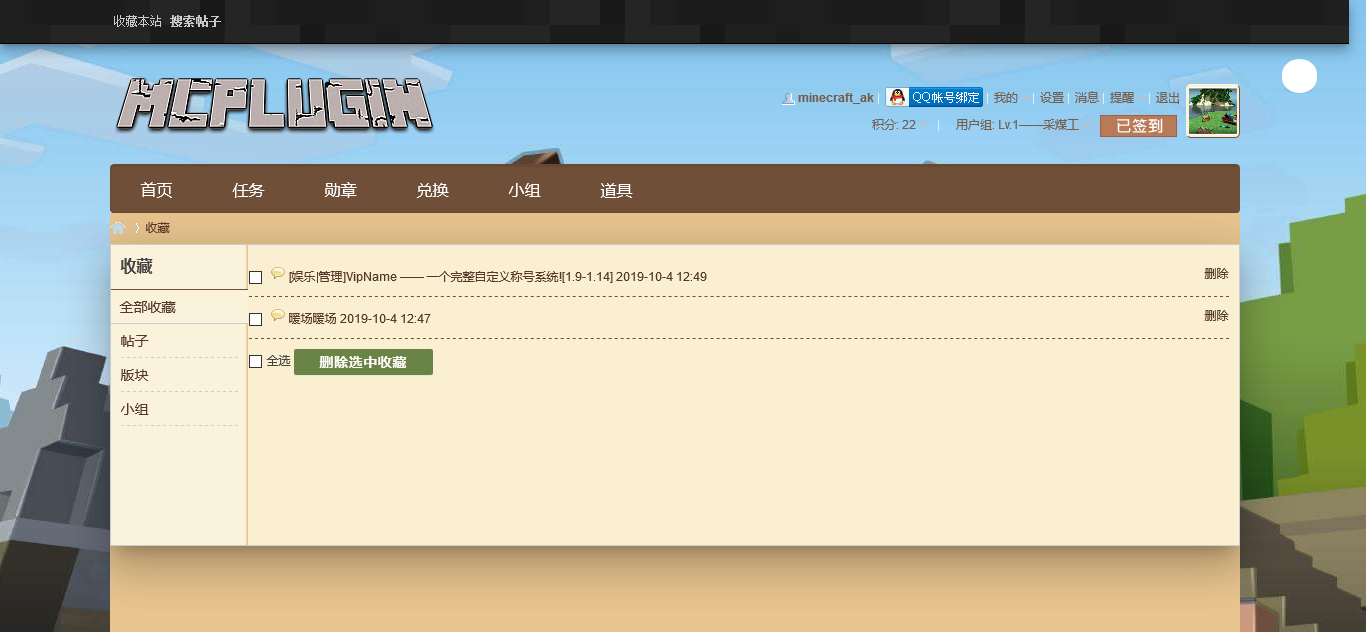 收藏本站 搜索帖子
MCPLUGIN
minecraft_ak | QQ帐号绑定 | 我的 | 设置 | 消息 | 提醒 | 退出
积分: 22 | 用户组: Lv.1——采煤工 已签到
首页 任务 勋章 兑换 小组 道具
› 收藏
收藏
全部收藏
帖子
版块
小组
[娱乐|管理]VipName —— 一个完整自定义称号系统![1.9-1.14] 2019-10-4 12:49 删除
暖场暖场 2019-10-4 12:47 删除
全选 删除选中收藏